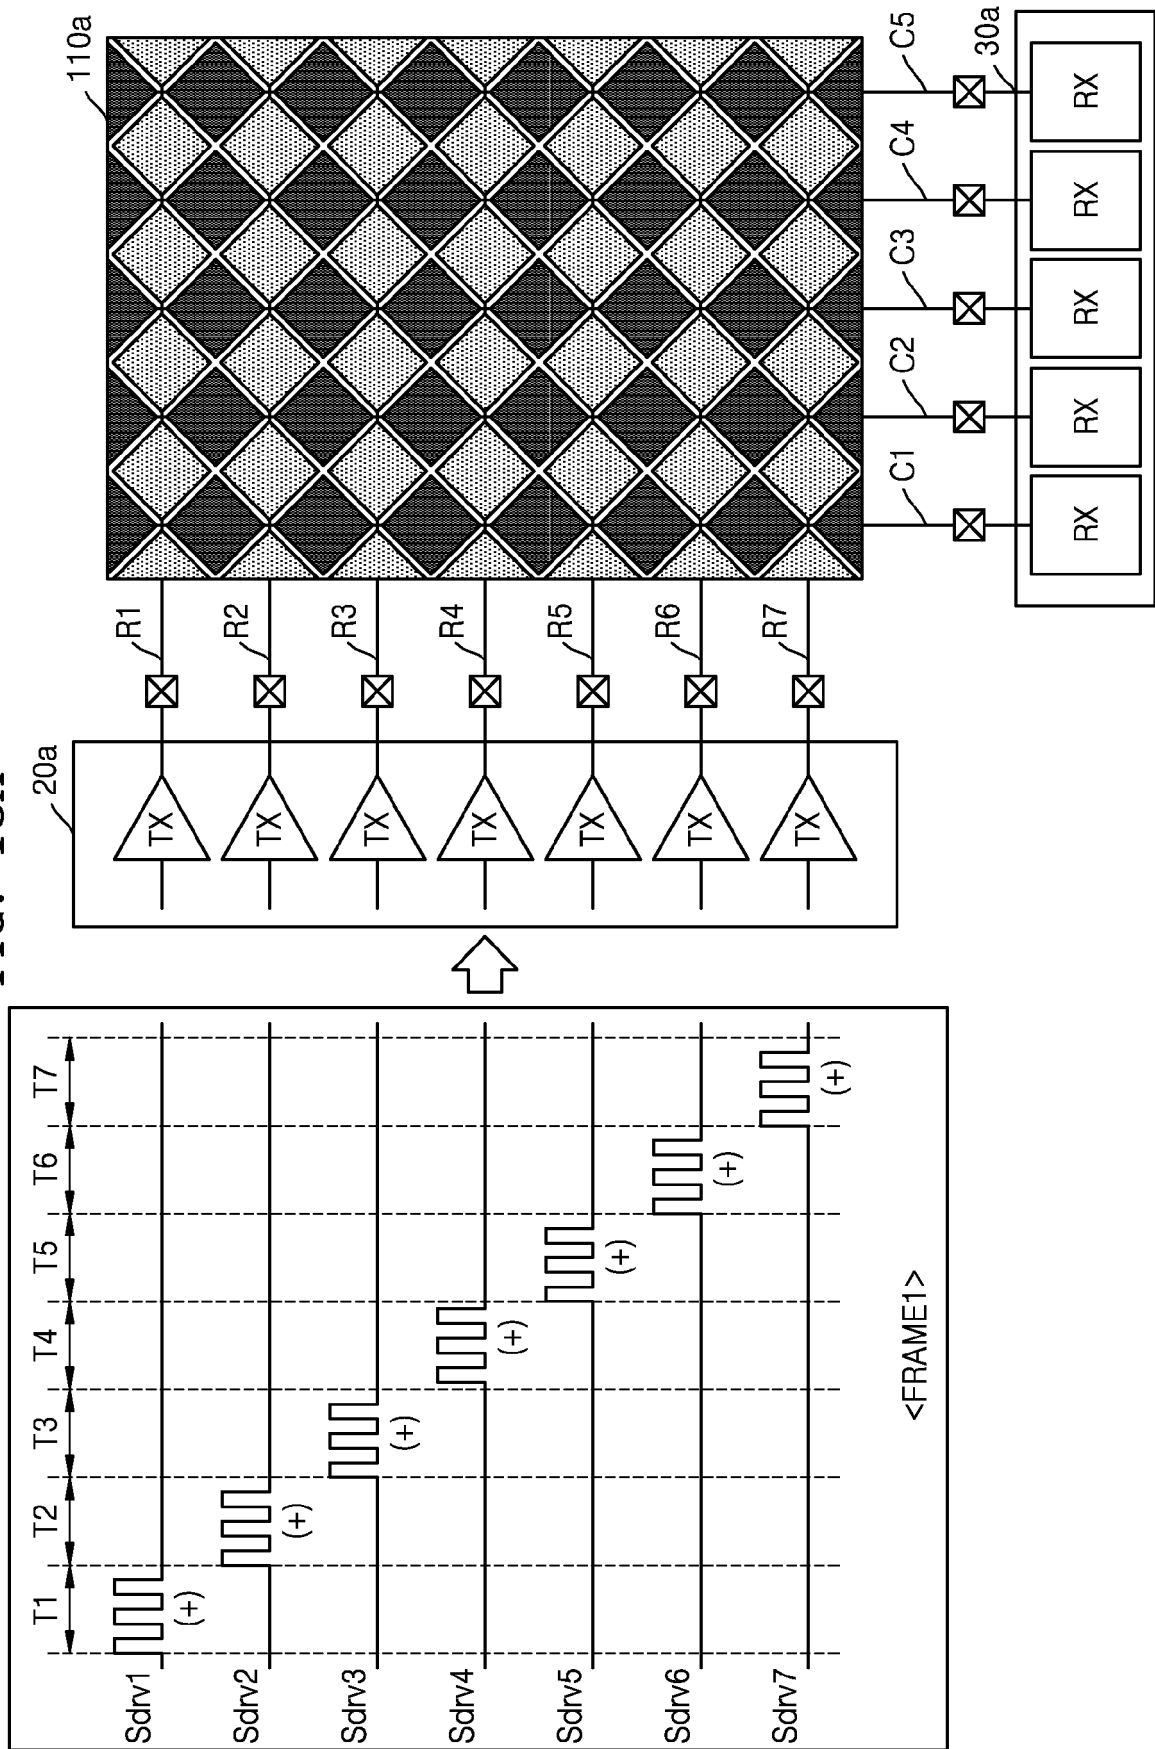 T1 T2 T3 T4 T5 T6 T7
Sdrv1 (+)
Sdrv2 (+)
Sdrv3 (+)
Sdrv4 (+)
Sdrv5 (+)
Sdrv6 (+)
Sdrv7 (+)
<FRAME1>
20a
TX
TX
TX
TX
TX
TX
TX
R1
R2
R3
R4
R5
R6
R7
110a
C1 C2 C3 C4 C5
30a
RX RX RX RX RX